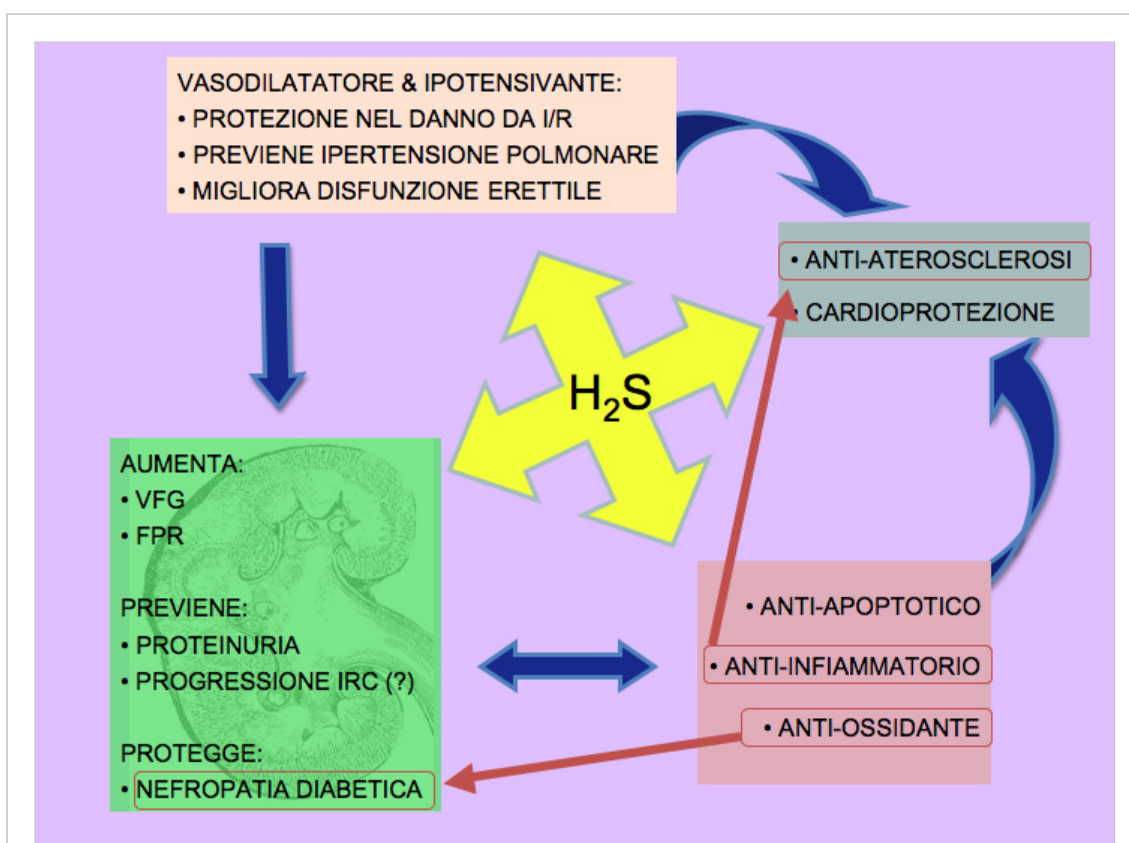 VASODILATATORE & IPOTENSIVANTE:
• PROTEZIONE NEL DANNO DA I/R
• PREVIENE IPERTENSIONE POLMONARE
• MIGLIORA DISFUNZIONE ERETTILE
• ANTI-ATEROSCLEROSI
• CARDIOPROTEZIONE
H₂S
AUMENTA:
• VFG
• FPR
PREVIENE:
• PROTEINURIA
• PROGRESSIONE IRC (?)
PROTEGGE:
• NEFROPATIA DIABETICA
• ANTI-APOPTOTICO
• ANTI-INFIAMMATORIO
• ANTI-OSSIDANTE